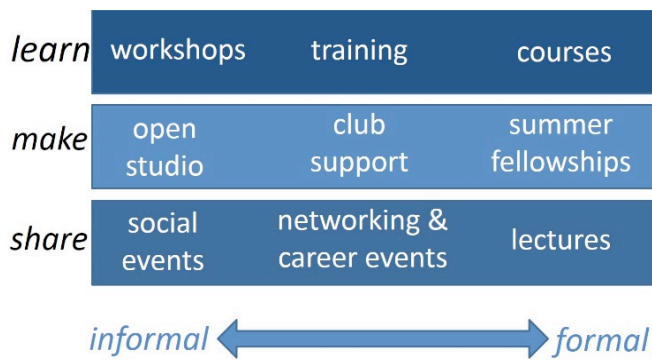 learn workshops training courses
make open studio club support summer fellowships
share social events networking & career events lectures
informal formal